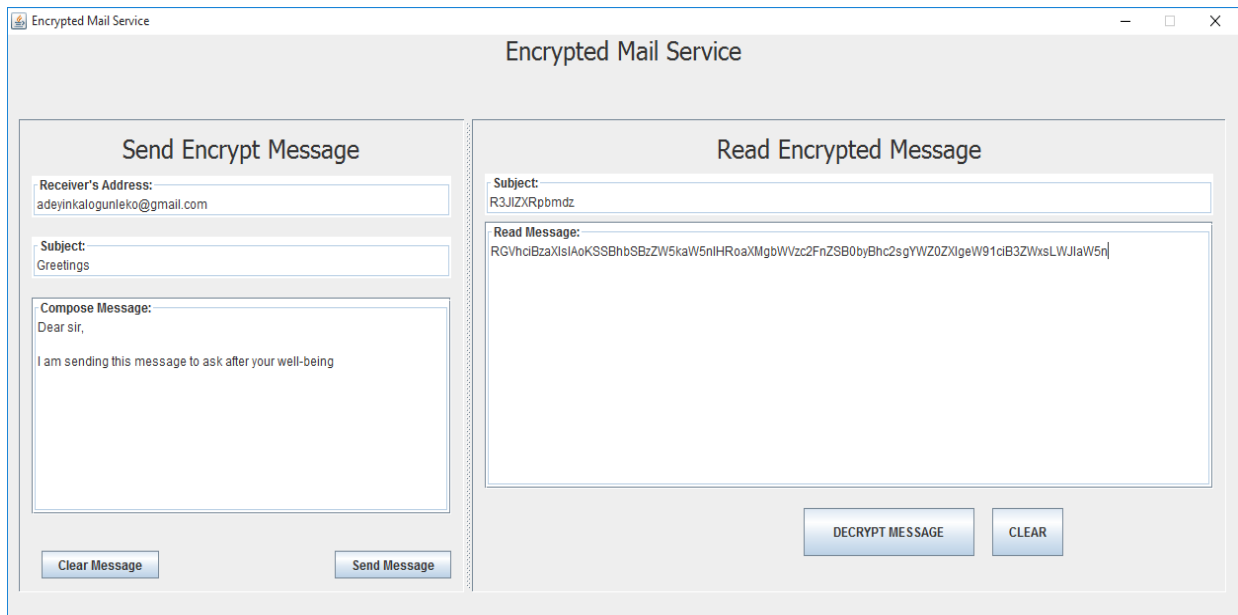 Encrypted Mail Service
Encrypted Mail Service
Send Encrypt Message
Receiver's Address:
adeyinkalogunleko@gmail.com
Subject:
Greetings
Compose Message:
Dear sir,
I am sending this message to ask after your well-being
Clear Message
Send Message
Read Encrypted Message
Subject:
R3JlZXRpbmdz
Read Message:
RGVhciBzaXIsIAoKSSBhbSBzZW5kaW5nIHRoaXMgbWVzc2FnZSB0byBhc2sgYWZ0ZXIgeW91ciB3ZWxsLWJlaW5n
DECRYPT MESSAGE
CLEAR